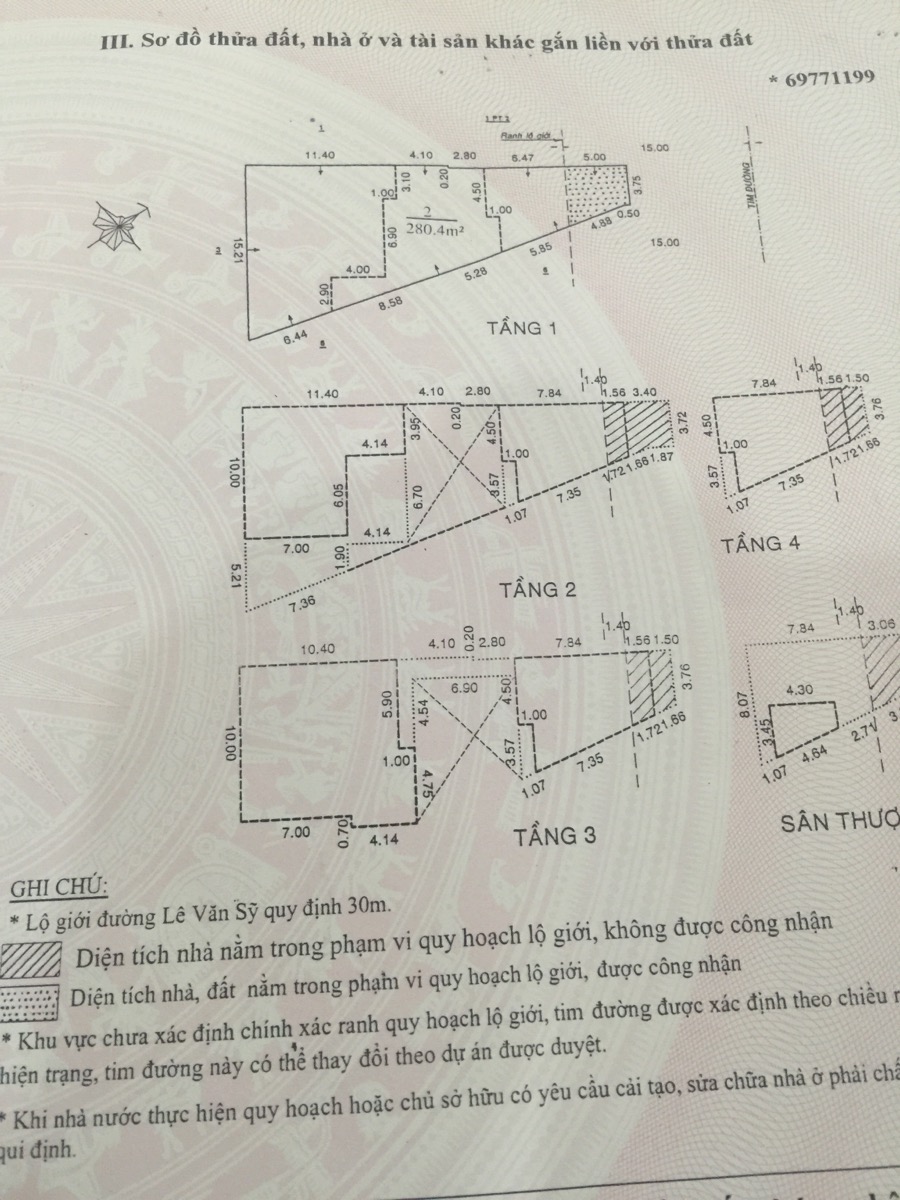 III. Sơ đồ thửa đất, nhà ở và tài sản khác gắn liền với thửa đất
* 69771199
Ranh lộ giới
11.40 4.10 2.80 6.47 5.00 15.00
TIM ĐƯỜNG
1.00 3.10 0.20 4.50 3.75
2
280.4m²
1.00 4.88 0.50
15.21 6.90 5.85 15.00
4.00 5.28
2.90 8.58
6.44
TẦNG 1
11.40 4.10 2.80 7.84 1.40 1.56 3.40
3.95 0.20 4.50 3.72
4.14 1.00
10.00 6.05 6.70 3.57 1.72 1.66 1.87
7.35
1.07
7.00 4.14
5.21 1.90
7.36
TẦNG 2
7.84 1.40 1.56 1.50
4.50 3.76
1.00
3.57 1.72 1.66
7.35
1.07
TẦNG 4
10.40 4.10 0.20 2.80 7.84 1.40 1.56 1.50
6.90 4.50 3.76
5.90 4.54
1.00
10.00 3.57 1.72 1.66
1.00 7.35
4.75 1.07
7.00 0.70 4.14
TẦNG 3
7.84 1.40 3.06
4.30
8.07
3.45 2.71
4.64
1.07
SÂN THƯỢ
GHI CHÚ:
* Lộ giới đường Lê Văn Sỹ quy định 30m.
Diện tích nhà nằm trong phạm vi quy hoạch lộ giới, không được công nhận
Diện tích nhà, đất nằm trong phạm vi quy hoạch lộ giới, được công nhận
* Khu vực chưa xác định chính xác ranh quy hoạch lộ giới, tim đường được xác định theo chiều
hiện trạng, tim đường này có thể thay đổi theo dự án được duyệt.
* Khi nhà nước thực hiện quy hoạch hoặc chủ sở hữu có yêu cầu cải tạo, sửa chữa nhà ở phải chấ
qui định.